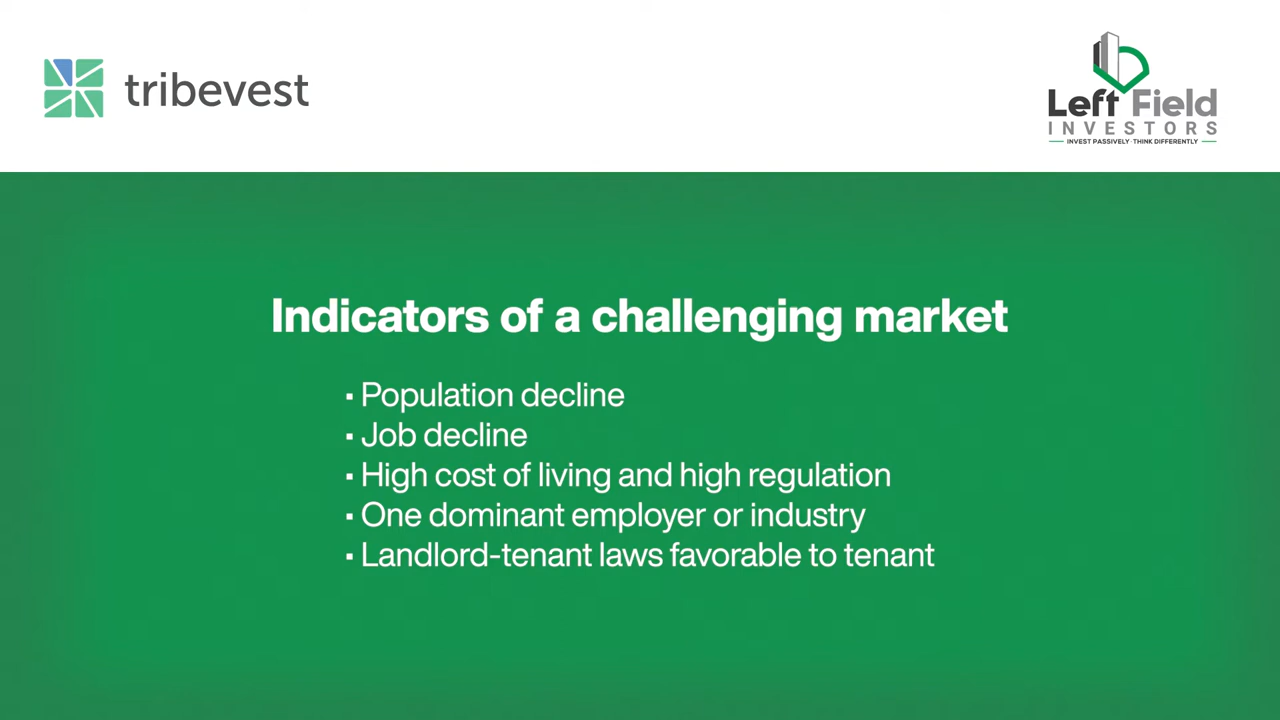 tribevest
Left Field
INVESTORS
INVEST PASSIVELY · THINK DIFFERENTLY
Indicators of a challenging market
▪ Population decline
▪ Job decline
▪ High cost of living and high regulation
▪ One dominant employer or industry
▪ Landlord-tenant laws favorable to tenant